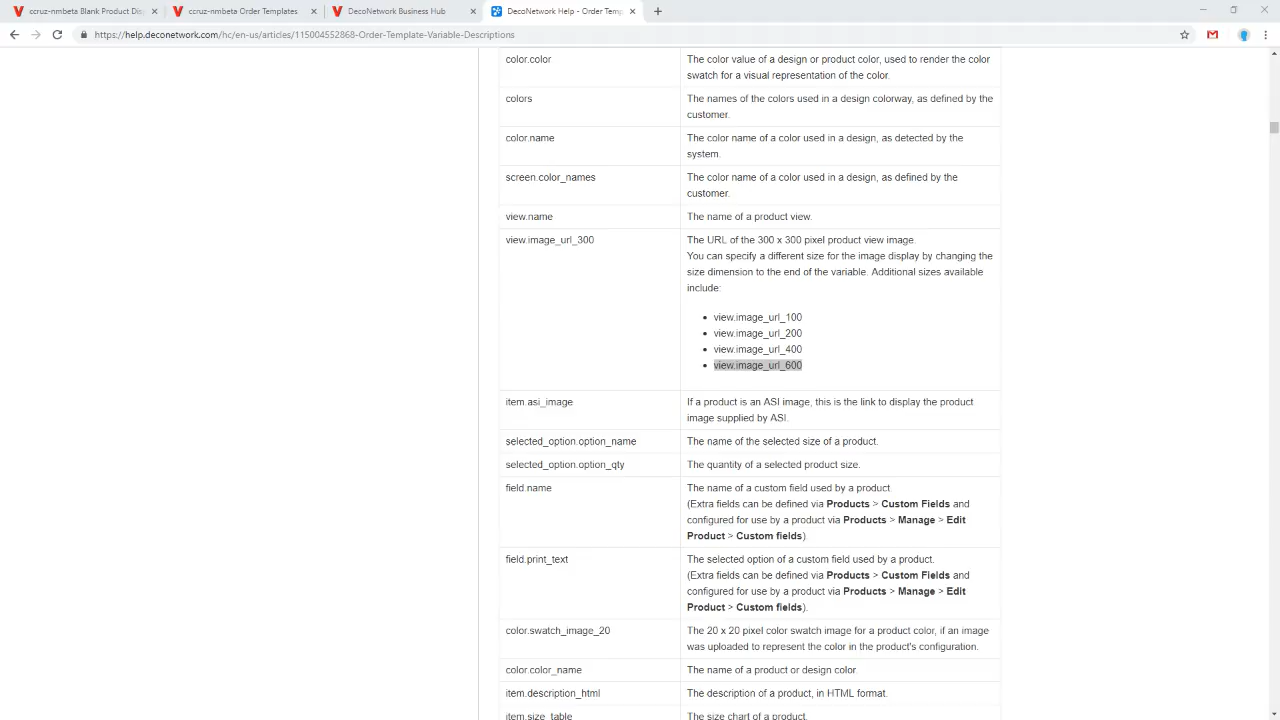 ccruz-nmbeta Blank Product Dis
ccruz-nmbeta Order Templates
DecoNetwork Business Hub
DecoNetwork Help - Order Temp
https://help.deconetwork.com/hc/en-us/articles/115004552868-Order-Template-Variable-Descriptions
color.color
The color value of a design or product color, used to render the color
swatch for a visual representation of the color.
colors
The names of the colors used in a design colorway, as defined by the
customer.
color.name
The color name of a color used in a design, as detected by the
system.
screen.color_names
The color name of a color used in a design, as defined by the
customer.
view.name
The name of a product view.
view.image_url_300
The URL of the 300 x 300 pixel product view image.
You can specify a different size for the image display by changing the
size dimension to the end of the variable. Additional sizes available
include:
• view.image_url_100
• view.image_url_200
• view.image_url_400
• view.image_url_600
item.asi_image
If a product is an ASI image, this is the link to display the product
image supplied by ASI.
selected_option.option_name
The name of the selected size of a product.
selected_option.option_qty
The quantity of a selected product size.
field.name
The name of a custom field used by a product.
(Extra fields can be defined via Products > Custom Fields and
configured for use by a product via Products > Manage > Edit
Product > Custom fields).
field.print_text
The selected option of a custom field used by a product.
(Extra fields can be defined via Products > Custom Fields and
configured for use by a product via Products > Manage > Edit
Product > Custom fields).
color.swatch_image_20
The 20 x 20 pixel color swatch image for a product color, if an image
was uploaded to represent the color in the product's configuration.
color.color_name
The name of a product or design color.
item.description_html
The description of a product, in HTML format.
item.size_table
The size chart of a product.